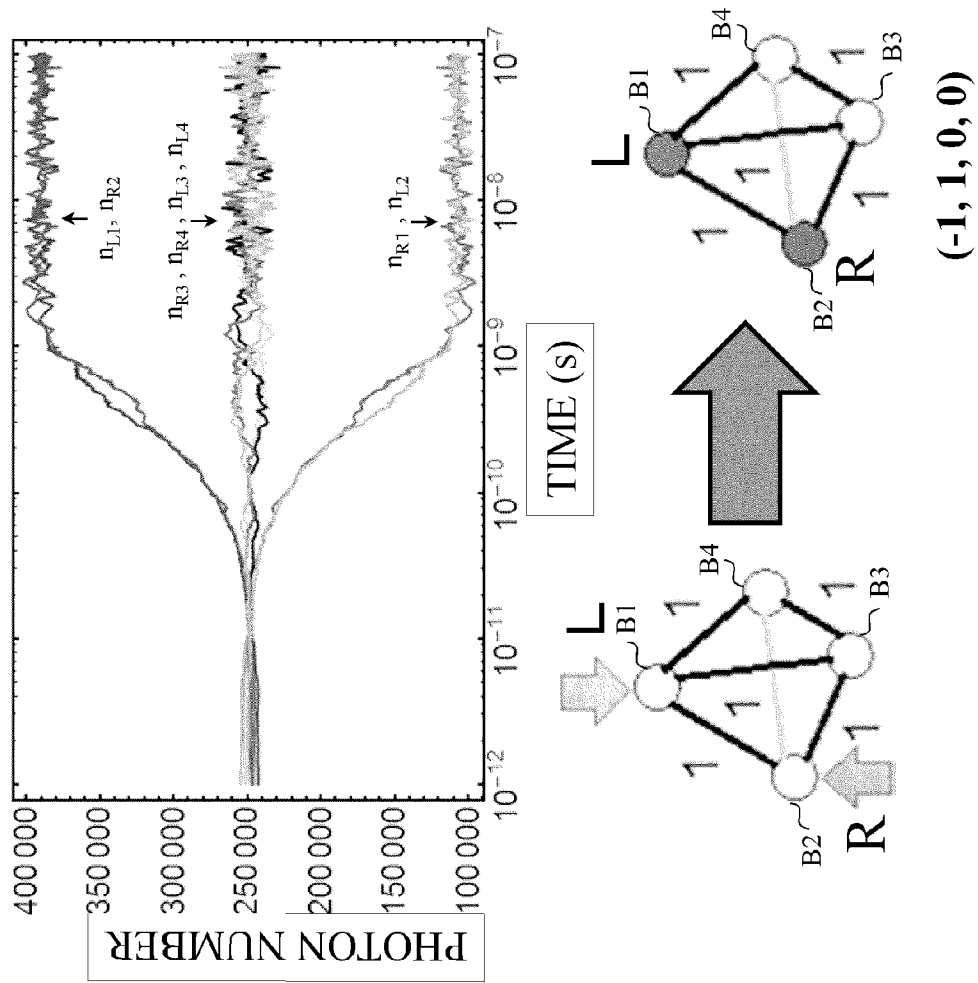 PHOTON NUMBER
400 000
350 000
300 000
250 000
200 000
150 000
100 000
n_L1, n_R2
n_R3, n_R4, n_L3, n_L4
n_R1, n_L2
10^-12
10^-11
10^-10
10^-9
10^-8
10^-7
TIME (s)
L
B1
B4
1
1
1
1
1
B2
B3
R
L
B1
B4
1
1
1
1
1
B2
B3
R
(-1, 1, 0, 0)